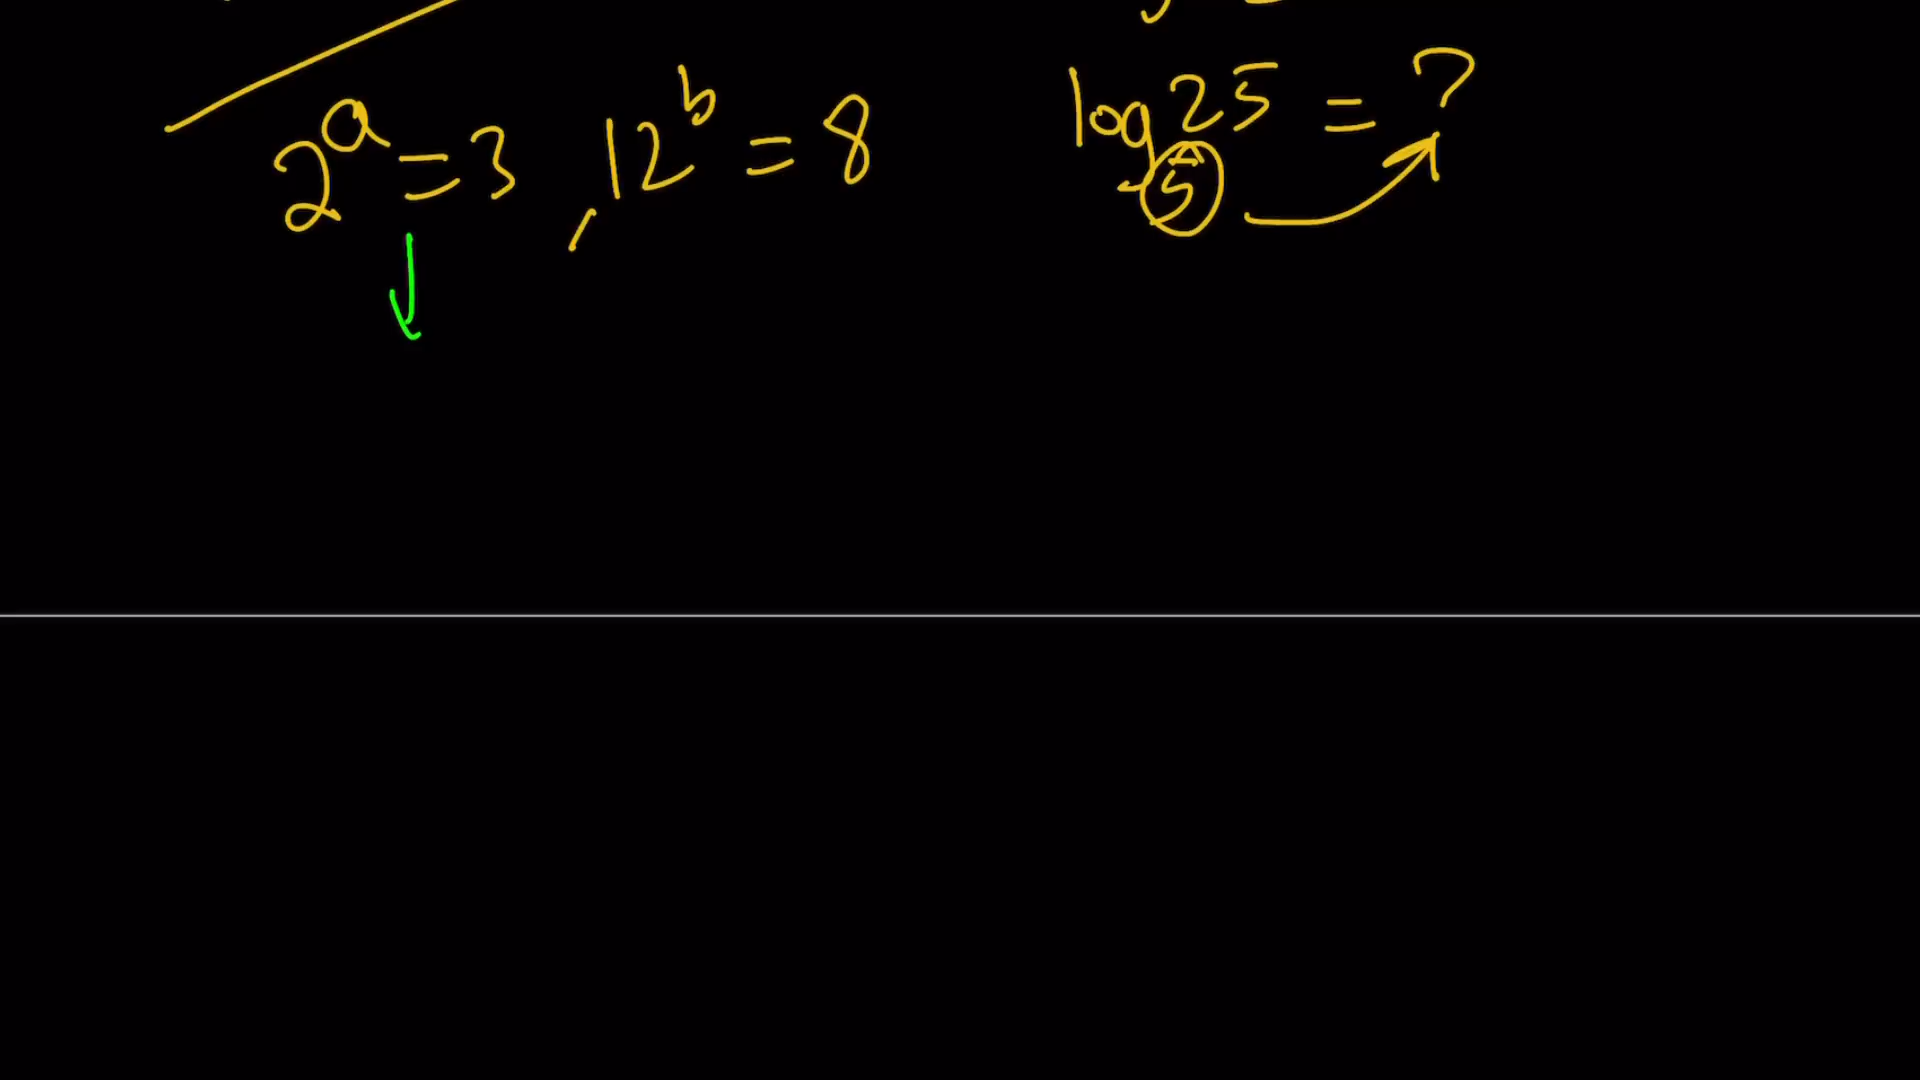 2^a = 3 , 12^b = 8
log_5 25 = ?